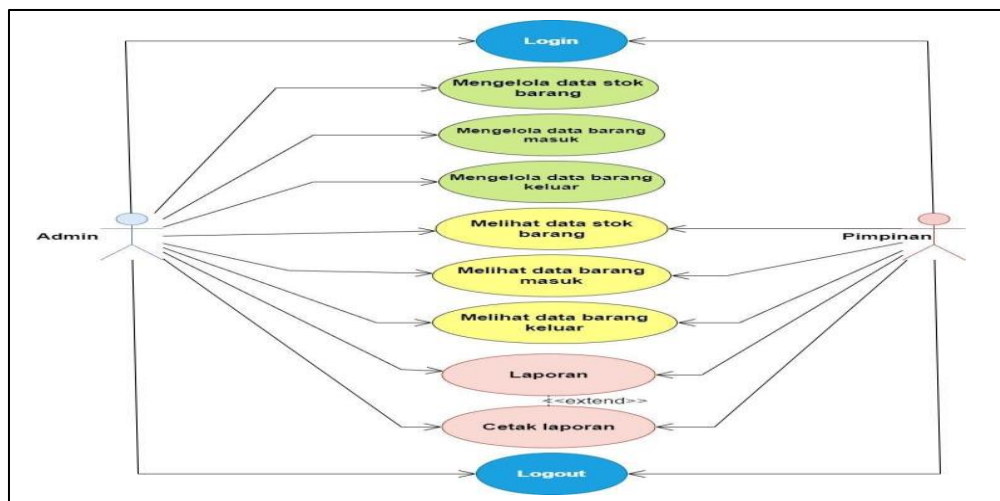 Login
Mengelola data stok
barang
Mengelola data barang
masuk
Mengelola data barang
keluar
Admin
Melihat data stok
barang
Pimpinan
Melihat data barang
masuk
Melihat data barang
keluar
Laporan
<<extend>>
Cetak laporan
Logout